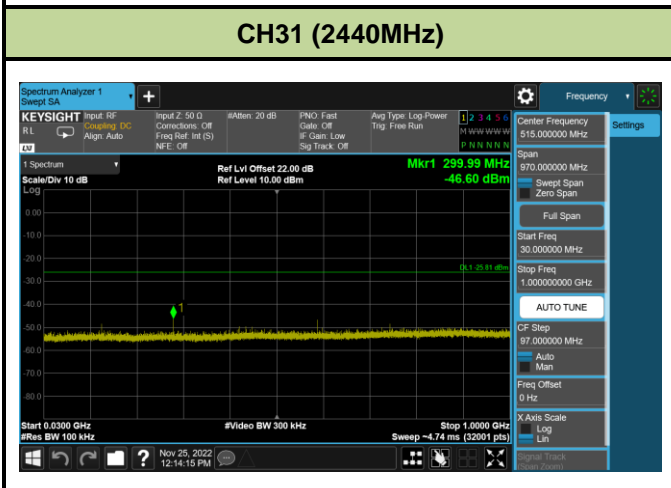 CH31 (2440MHz)
Spectrum Analyzer 1
Swept SA
Frequency
KEYSIGHT
RL
Input: RF
Coupling: DC
Align: Auto
Input Z: 50 Ω
Corrections: Off
Freq Ref: Int (S)
NFE: Off
#Atten: 20 dB
PNO: Fast
Gate: Off
IF Gain: Low
Sig Track: Off
Avg Type: Log-Power
Trig: Free Run
1 2 3 4 5 6
M W W W W W
P N N N N N
1 Spectrum
Scale/Div 10 dB
Log
Ref Lvl Offset 22.00 dB
Ref Level 10.00 dBm
Mkr1 299.99 MHz
-46.60 dBm
0.00
-10.0
-20.0
-30.0
-40.0
-50.0
-60.0
-70.0
-80.0
DL1 -25.61 dBm
1
Start 0.0300 GHz
#Res BW 100 kHz
#Video BW 300 kHz
Stop 1.0000 GHz
Sweep ~4.74 ms (32001 pts)
Center Frequency
515.000000 MHz
Settings
Span
970.000000 MHz
Swept Span
Zero Span
Full Span
Start Freq
30.000000 MHz
Stop Freq
1.000000000 GHz
AUTO TUNE
CF Step
97.000000 MHz
Auto
Man
Freq Offset
0 Hz
X Axis Scale
Log
Lin
Signal Track
(Span Zoom)
?
Nov 25, 2022
12:14:15 PM